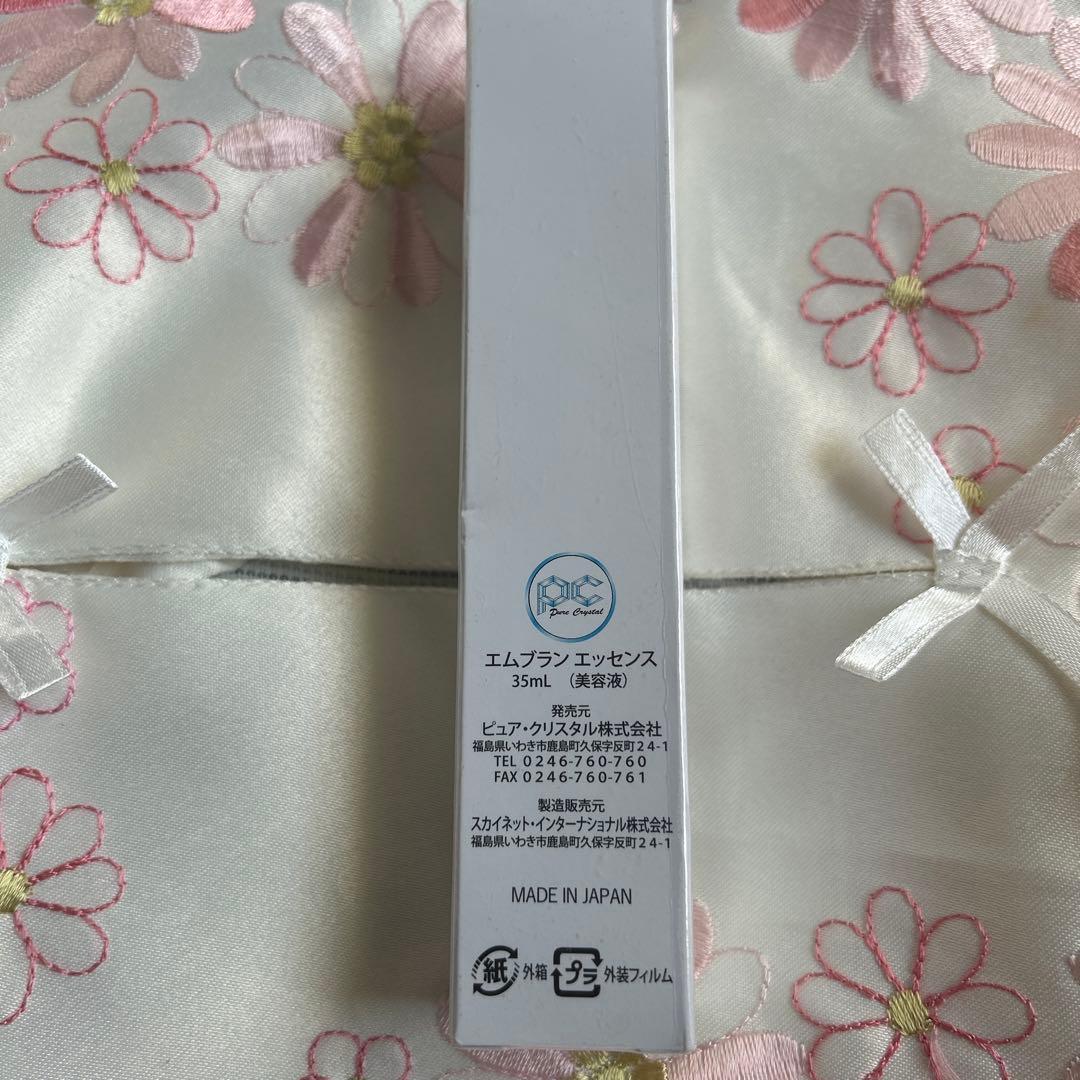 PC
Pure Crystal
エムブラン エッセンス
35mL （美容液）
発売元
ピュア・クリスタル株式会社
福島県いわき市鹿島町久保字反町24-1
TEL 0246-760-760
FAX 0246-760-761
製造販売元
スカイネット・インターナショナル株式会社
福島県いわき市鹿島町久保字反町24-1
MADE IN JAPAN
紙 外箱 プラ 外装フィルム